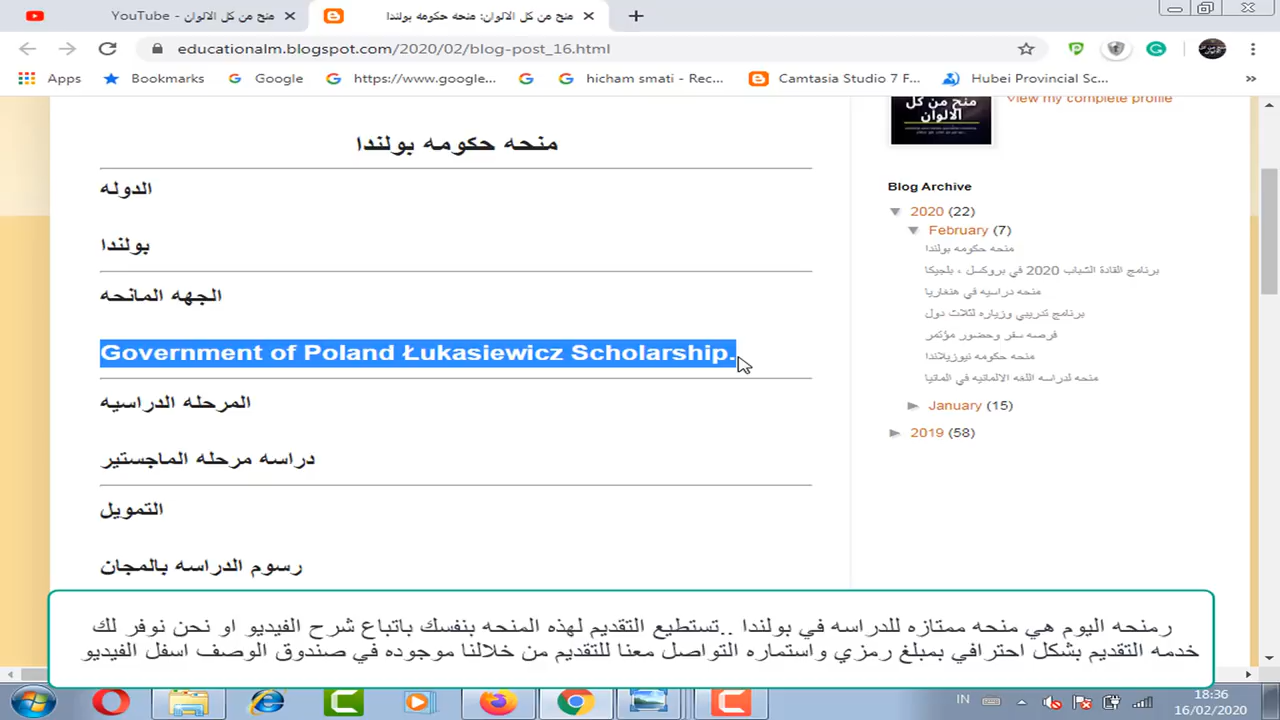 منح من كل الالوان - YouTube
منح من كل الالوان: منحه حكومه بولندا
educationalm.blogspot.com/2020/02/blog-post_16.html
Apps
Bookmarks
Google
https://www.google...
hicham smati - Rec...
Camtasia Studio 7 F...
Hubei Provincial Sc...
»
منحه حكومه بولندا
الدوله
بولندا
الجهه المانحه
Government of Poland Łukasiewicz Scholarship.
المرحله الدراسيه
دراسه مرحله الماجستير
التمويل
رسوم الدراسه بالمجان
منح من كل
الالوان
View my complete profile
Blog Archive
2020 (22)
February (7)
منحه حكومه بولندا
برنامج القادة الشباب 2020 في بروكسل ، بلجيكا
منحه دراسيه في هنغاريا
برنامج تدريبي وزياره لثلاث دول
فرصه سفر وحضور مؤتمر
منحه حكومه نيوزيلاندا
منحه لدراسه اللغه الالمانيه في المانيا
January (15)
2019 (58)
رمنحه اليوم هي منحه ممتازه للدراسه في بولندا ..تستطيع التقديم لهذه المنحه بنفسك باتباع شرح الفيديو او نحن نوفر لك
خدمه التقديم بشكل احترافي بمبلغ رمزي واستماره التواصل معنا للتقديم من خلالنا موجوده في صندوق الوصف اسفل الفيديو
IN
18:36
16/02/2020